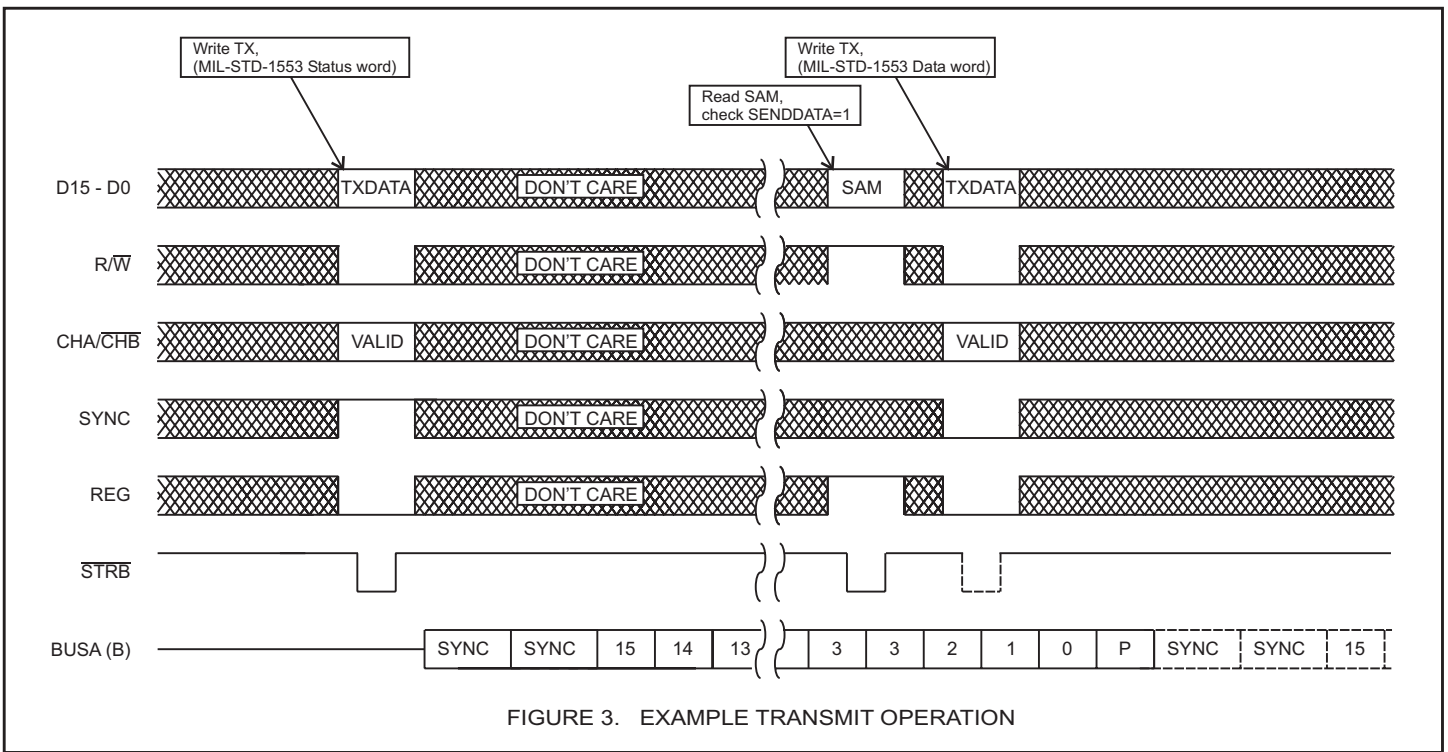 Write TX,
(MIL-STD-1553 Status word)
Write TX,
(MIL-STD-1553 Data word)
Read SAM,
check SENDDATA=1
D15 - D0 TXDATA DON'T CARE SAM TXDATA
R/W̅ DON'T CARE
CHA/C̅H̅B̅ VALID DON'T CARE VALID
SYNC DON'T CARE
REG DON'T CARE
S̅T̅R̅B̅
BUSA (B) SYNC SYNC 15 14 13 3 3 2 1 0 P SYNC SYNC 15
FIGURE 3. EXAMPLE TRANSMIT OPERATION